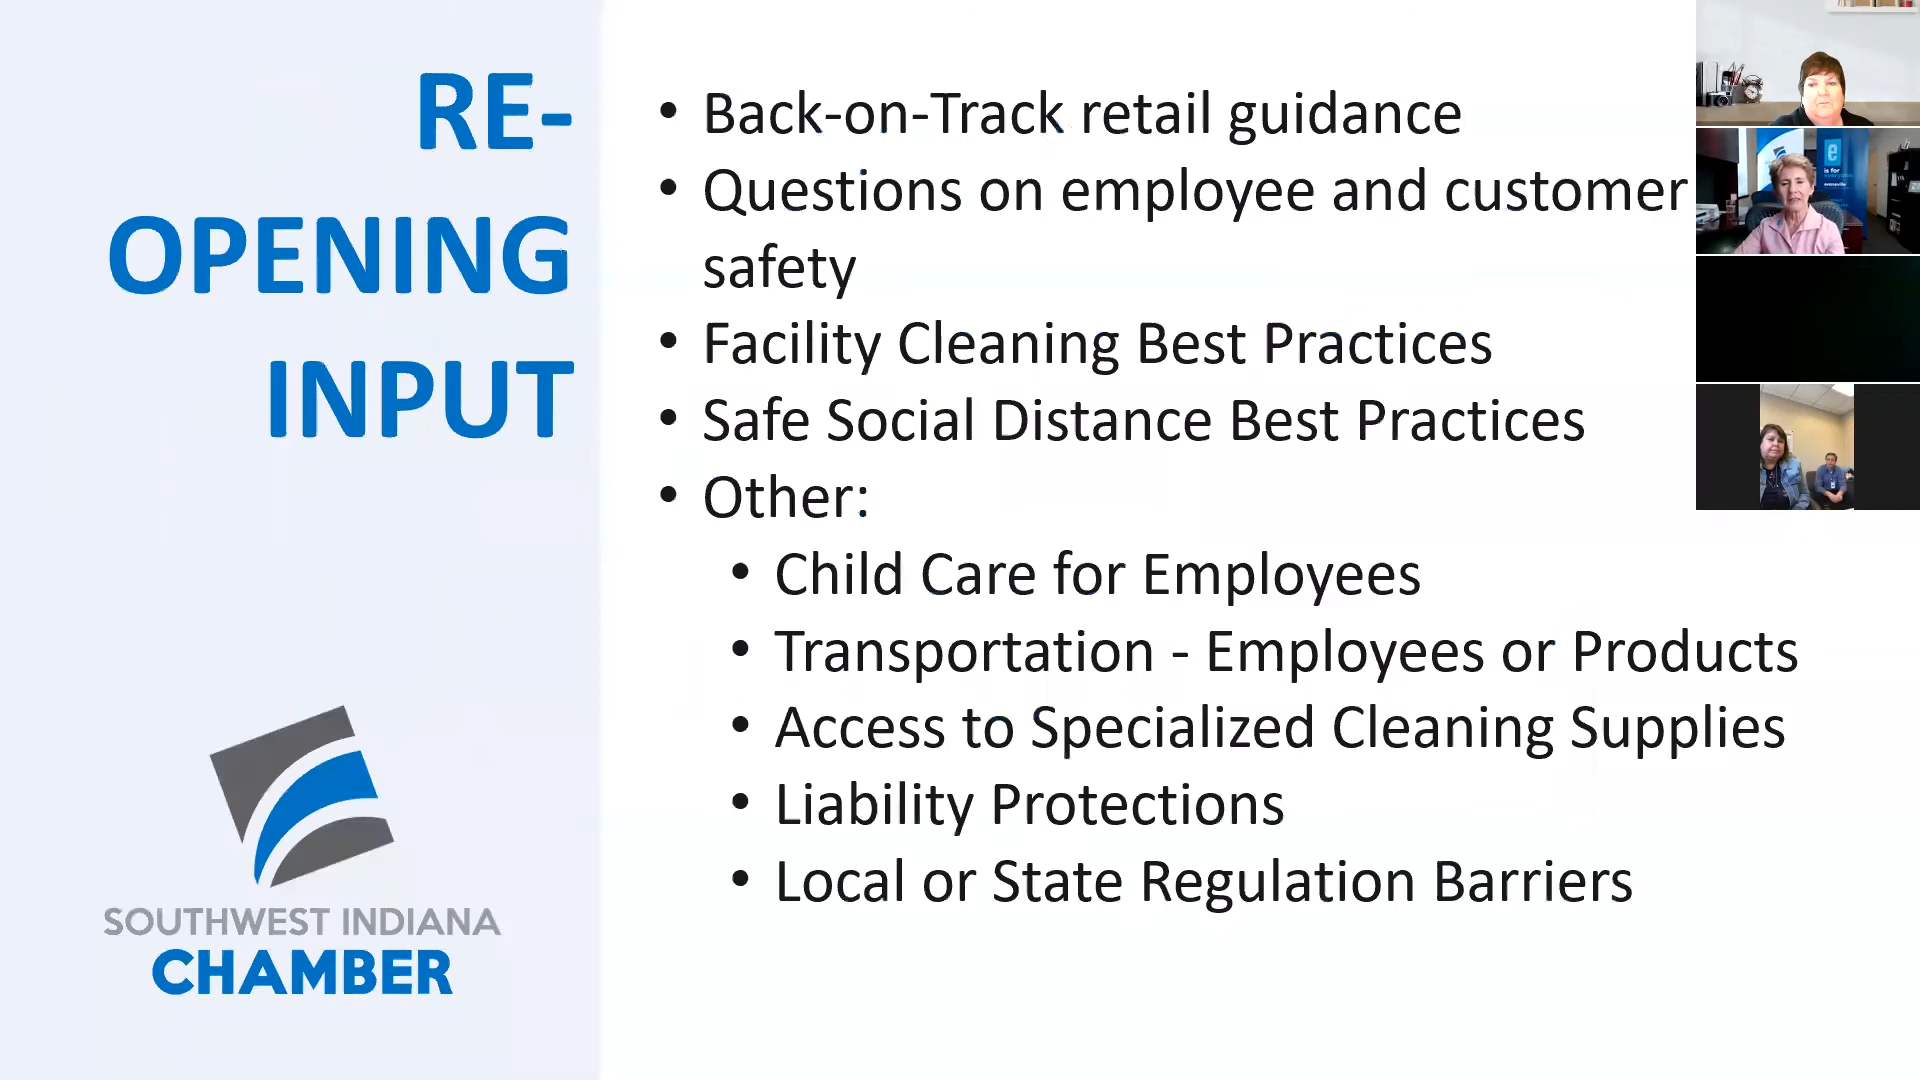 RE-
OPENING
INPUT
• Back-on-Track retail guidance
• Questions on employee and customer
safety
• Facility Cleaning Best Practices
• Safe Social Distance Best Practices
• Other:
• Child Care for Employees
• Transportation - Employees or Products
• Access to Specialized Cleaning Supplies
• Liability Protections
• Local or State Regulation Barriers
SOUTHWEST INDIANA
CHAMBER
e
is for